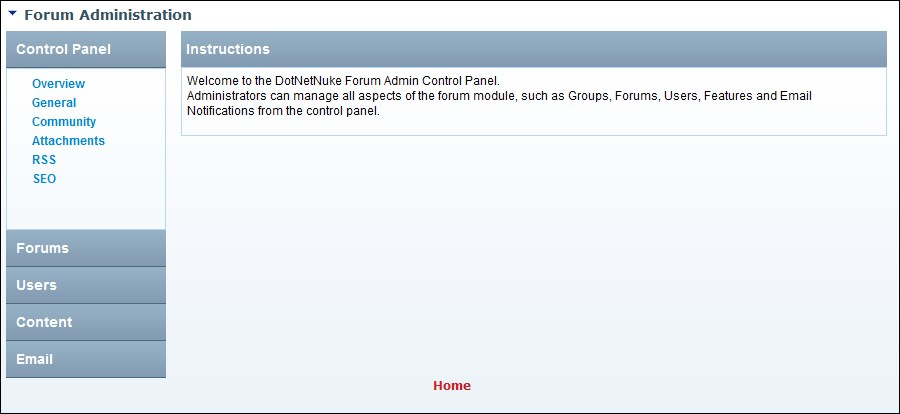 Forum Administration
Control Panel
Overview
General
Community
Attachments
RSS
SEO
Forums
Users
Content
Email
Instructions
Welcome to the DotNetNuke Forum Admin Control Panel.
Administrators can manage all aspects of the forum module, such as Groups, Forums, Users, Features and Email
Notifications from the control panel.
Home